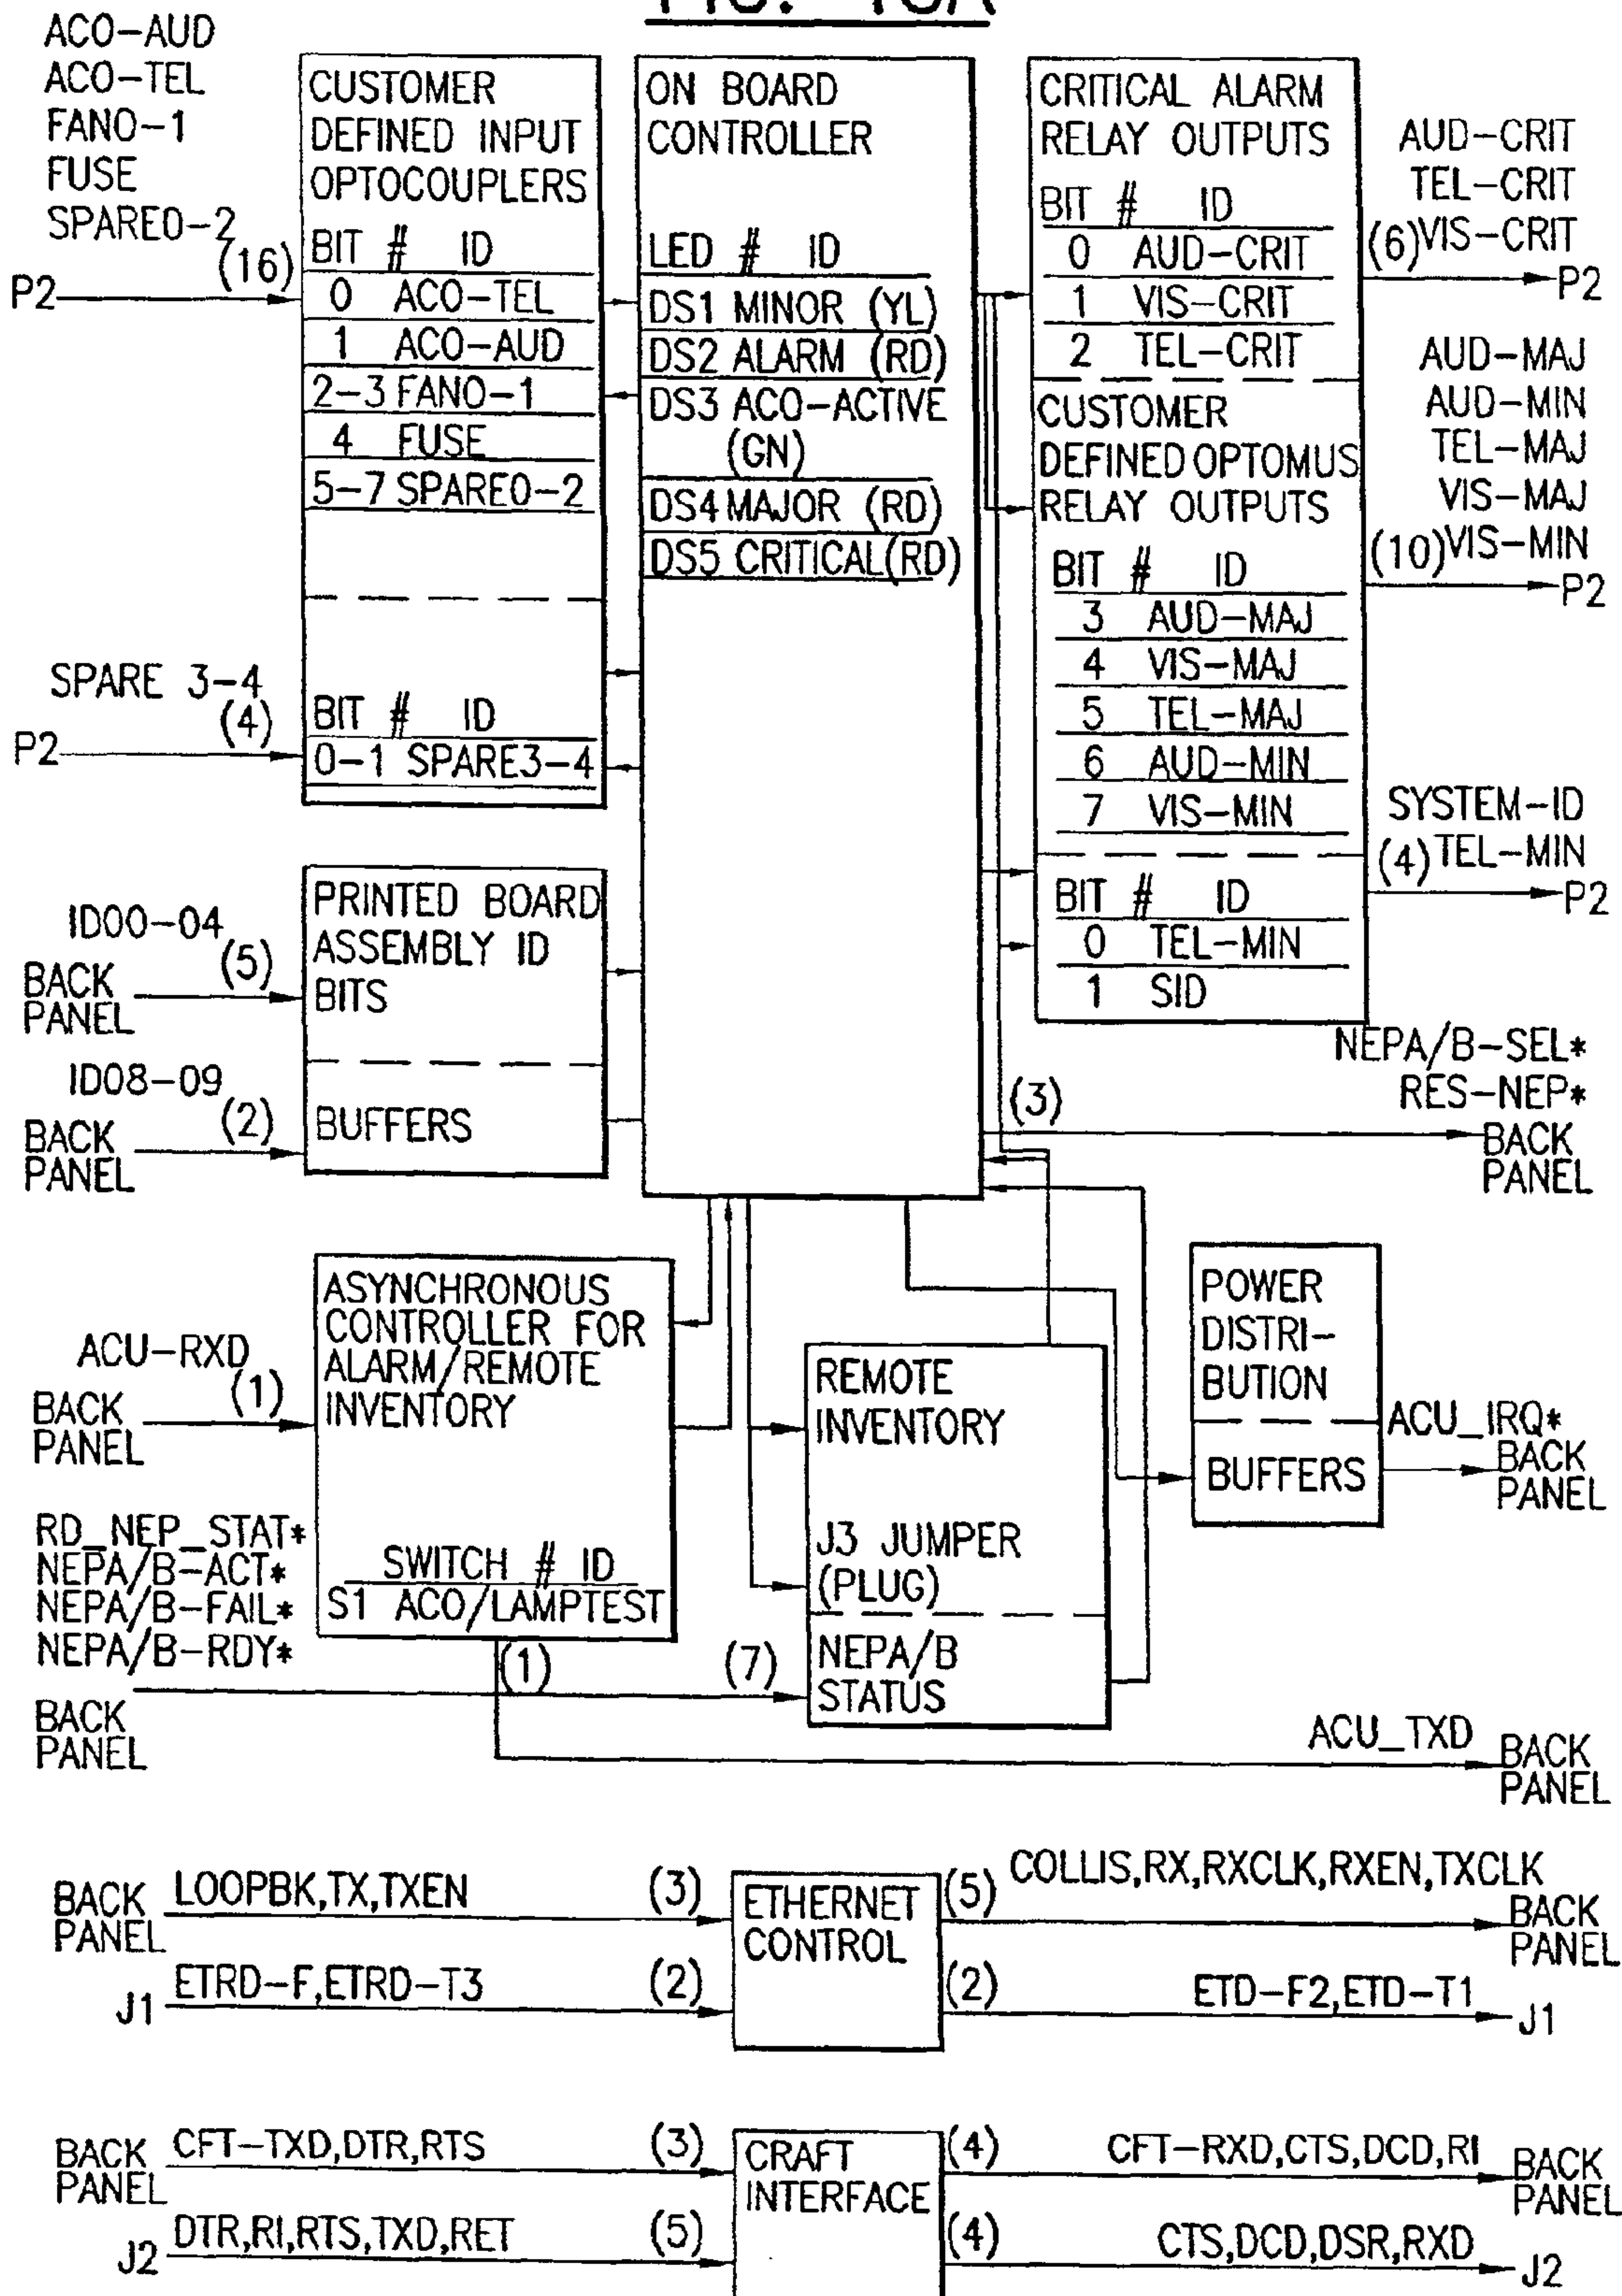 ACO-AUD
ACO-TEL
FAN0-1
FUSE
SPARE0-2
(16)
P2
CUSTOMER
DEFINED INPUT
OPTOCOUPLERS
BIT # ID
0 ACO-TEL
1 ACO-AUD
2-3 FAN0-1
4 FUSE
5-7 SPARE0-2
SPARE 3-4
(4)
P2
BIT # ID
0-1 SPARE3-4
ON BOARD
CONTROLLER
LED # ID
DS1 MINOR (YL)
DS2 ALARM (RD)
DS3 ACO-ACTIVE
(GN)
DS4 MAJOR (RD)
DS5 CRITICAL(RD)
CRITICAL ALARM
RELAY OUTPUTS
BIT # ID
0 AUD-CRIT
1 VIS-CRIT
2 TEL-CRIT
CUSTOMER
DEFINED OPTOMUS
RELAY OUTPUTS
BIT # ID
3 AUD-MAJ
4 VIS-MAJ
5 TEL-MAJ
6 AUD-MIN
7 VIS-MIN
BIT # ID
0 TEL-MIN
1 SID
AUD-CRIT
TEL-CRIT
(6) VIS-CRIT
P2
AUD-MAJ
AUD-MIN
TEL-MAJ
VIS-MAJ
(10) VIS-MIN
P2
SYSTEM-ID
(4) TEL-MIN
P2
ID00-04
(5)
BACK
PANEL
ID08-09
(2)
BACK
PANEL
PRINTED BOARD
ASSEMBLY ID
BITS
BUFFERS
NEPA/B-SEL*
RES-NEP*
(3)
BACK
PANEL
ACU-RXD
(1)
BACK
PANEL
ASYNCHRONOUS
CONTROLLER FOR
ALARM/REMOTE
INVENTORY
SWITCH # ID
S1 ACO/LAMPTEST
REMOTE
INVENTORY
J3 JUMPER
(PLUG)
NEPA/B
STATUS
POWER
DISTRI-
BUTION
BUFFERS
ACU_IRQ*
BACK
PANEL
RD_NEP_STAT*
NEPA/B-ACT*
NEPA/B-FAIL*
NEPA/B-RDY*
(1)
(7)
BACK
PANEL
ACU_TXD
BACK
PANEL
BACK
PANEL
LOOPBK,TX,TXEN
(3)
ETHERNET
CONTROL
(5)
COLLIS,RX,RXCLK,RXEN,TXCLK
BACK
PANEL
J1
ETRD-F,ETRD-T3
(2)
(2)
ETD-F2,ETD-T1
J1
BACK
PANEL
CFT-TXD,DTR,RTS
(3)
CRAFT
INTERFACE
(4)
CFT-RXD,CTS,DCD,RI
BACK
PANEL
J2
DTR,RI,RTS,TXD,RET
(5)
(4)
CTS,DCD,DSR,RXD
J2